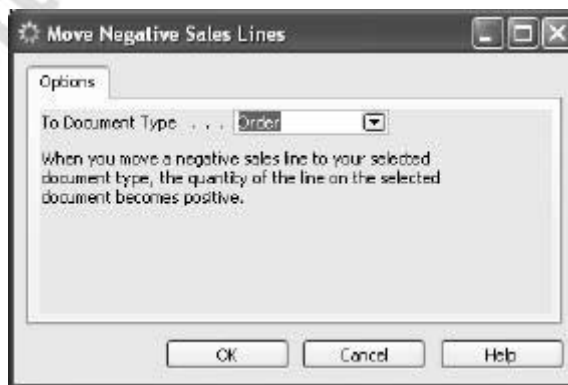 Move Negative Sales Lines
Options
To Document Type . . . Order
When you move a negative sales line to your selected
document type, the quantity of the line on the selected
document becomes positive.
OK Cancel Help